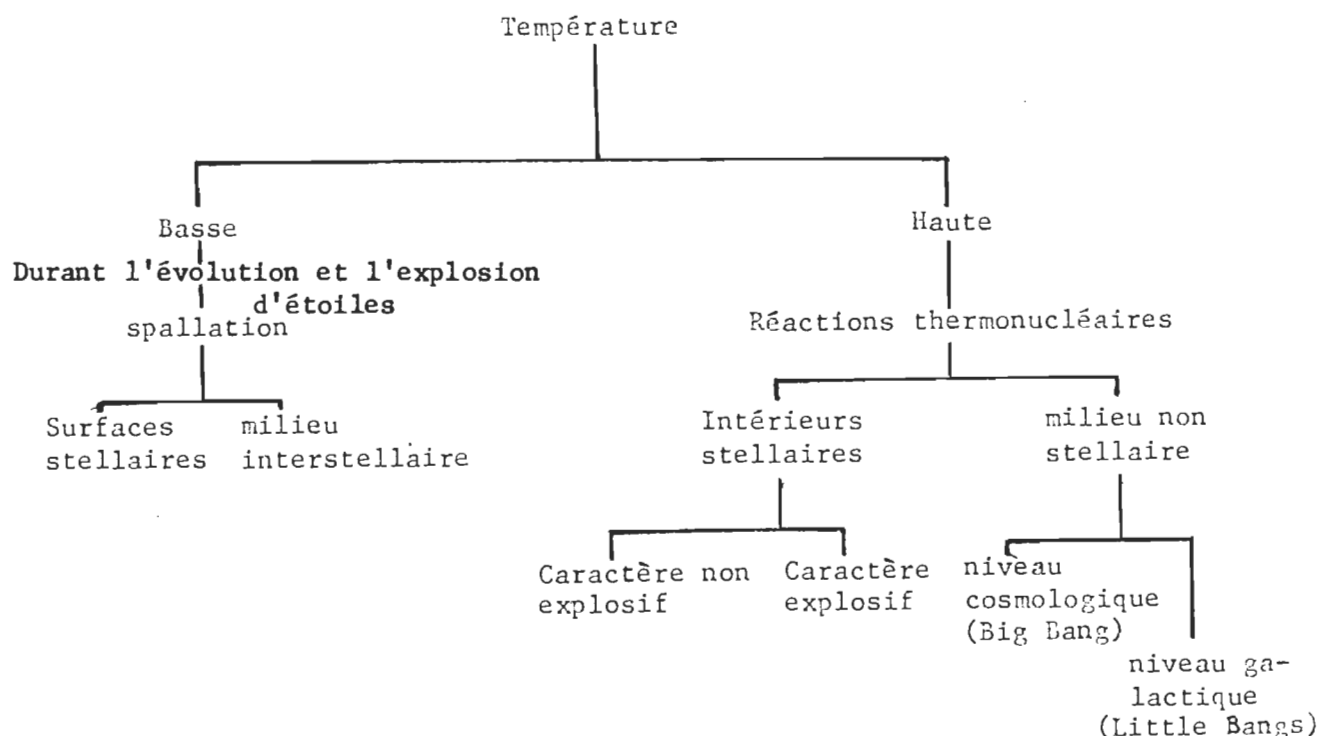 Température
Basse
Haute
Durant l'évolution et l'explosion
d'étoiles
spallation
Réactions thermonucléaires
Surfaces
stellaires
milieu
interstellaire
Intérieurs
stellaires
milieu non
stellaire
Caractère non
explosif
Caractère
explosif
niveau
cosmologique
(Big Bang)
niveau ga-
lactique
(Little Bangs)